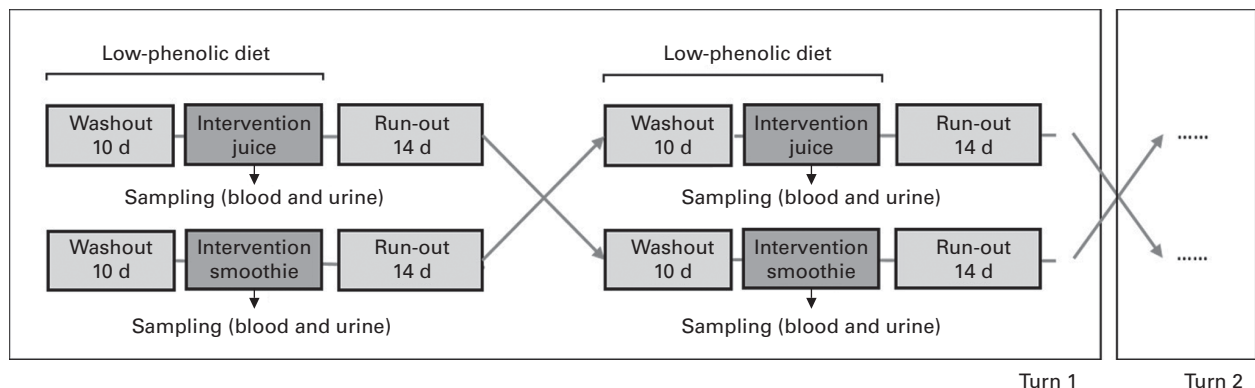 Low-phenolic diet
Low-phenolic diet
Washout
10 d
Intervention
juice
Run-out
14 d
Washout
10 d
Intervention
juice
Run-out
14 d
......
Sampling (blood and urine)
Sampling (blood and urine)
Washout
10 d
Intervention
smoothie
Run-out
14 d
Washout
10 d
Intervention
smoothie
Run-out
14 d
......
Sampling (blood and urine)
Sampling (blood and urine)
Turn 1
Turn 2